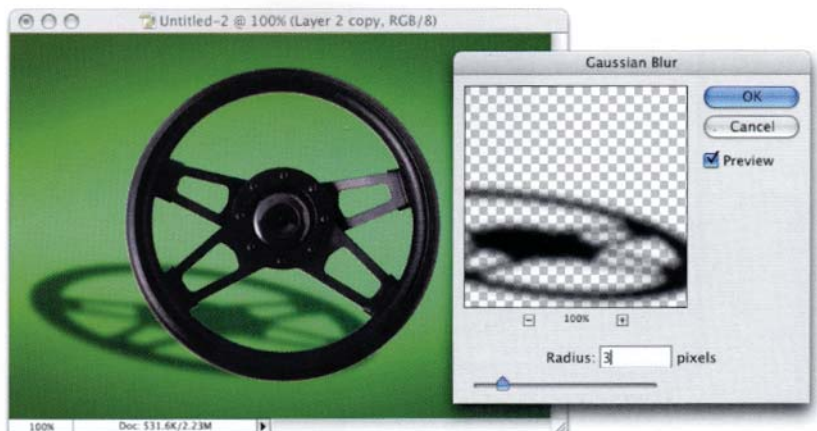 Untitled-2 @ 100% (Layer 2 copy, RGB/8)
Gaussian Blur
OK
Cancel
Preview
100%
Radius: 3 pixels
100% Doc: 531.6K/2.23M